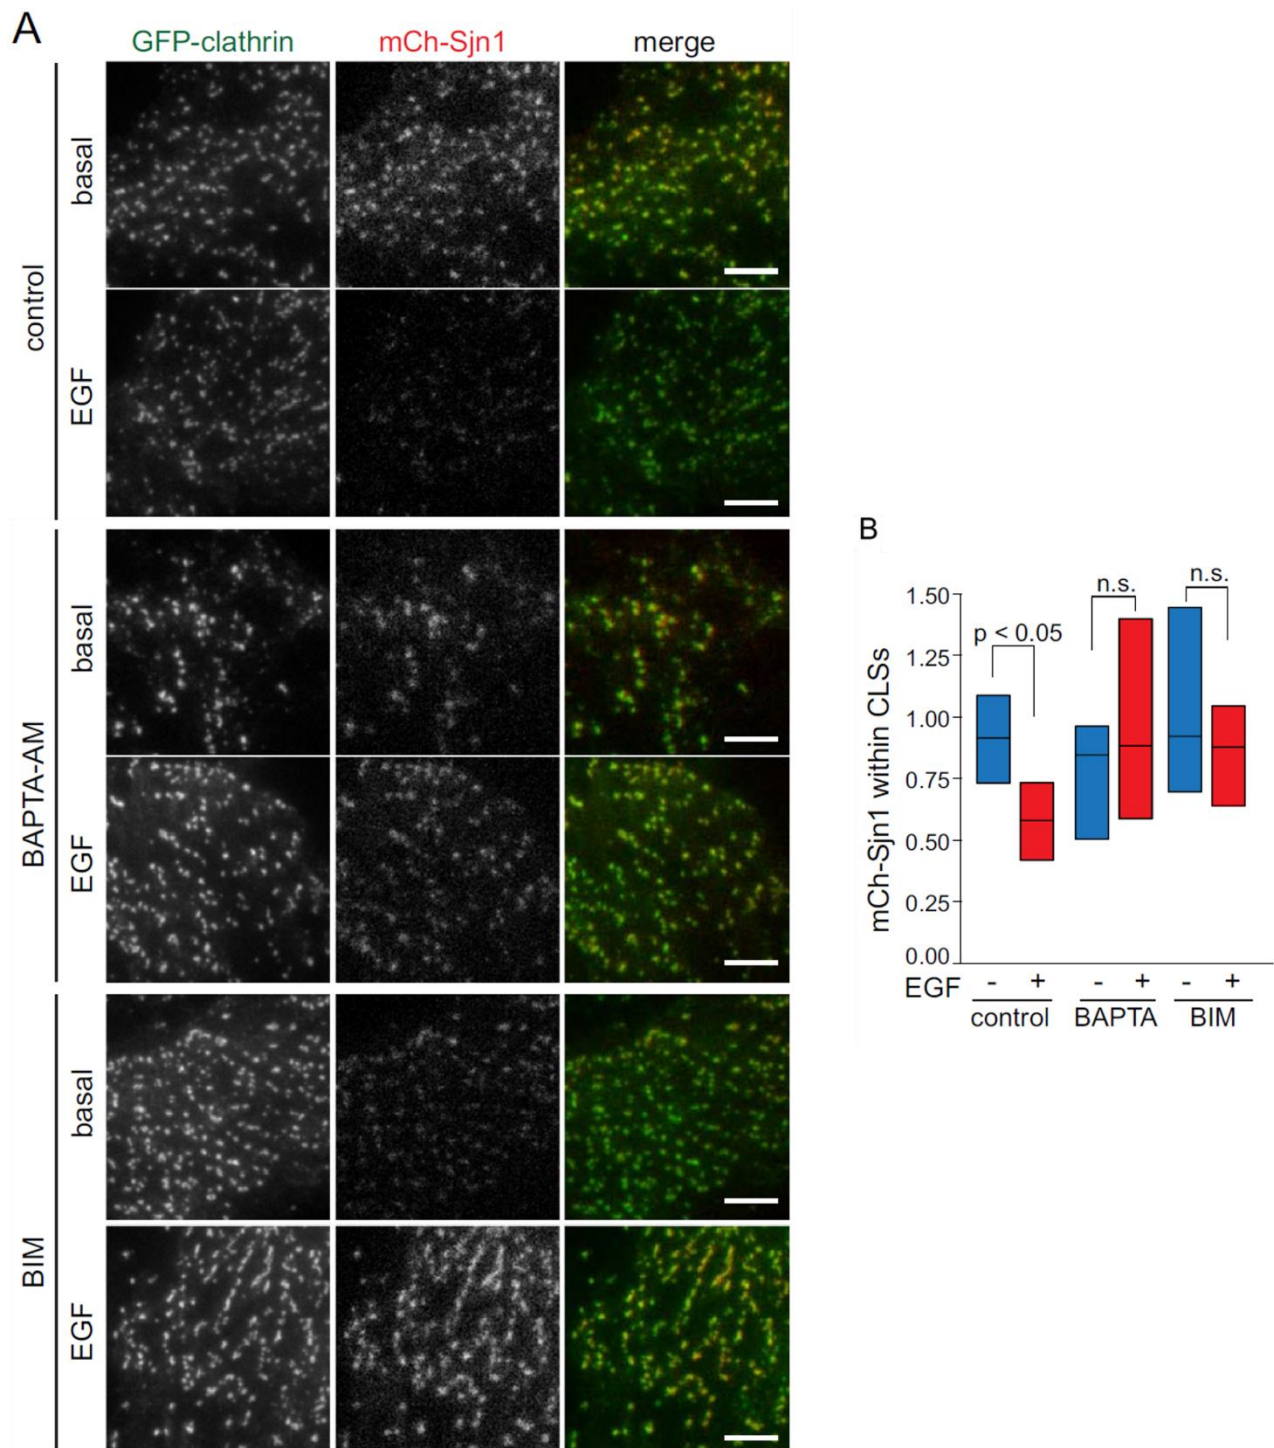 A
GFP-clathrin mCh-Sjn1 merge
control
basal
EGF
BAPTA-AM
basal
EGF
BIM
basal
EGF
B
mCh-Sjn1 within CLSs
1.50
1.25
1.00
0.75
0.50
0.25
0.00
p < 0.05
n.s.
n.s.
EGF - + - + - +
control BAPTA BIM